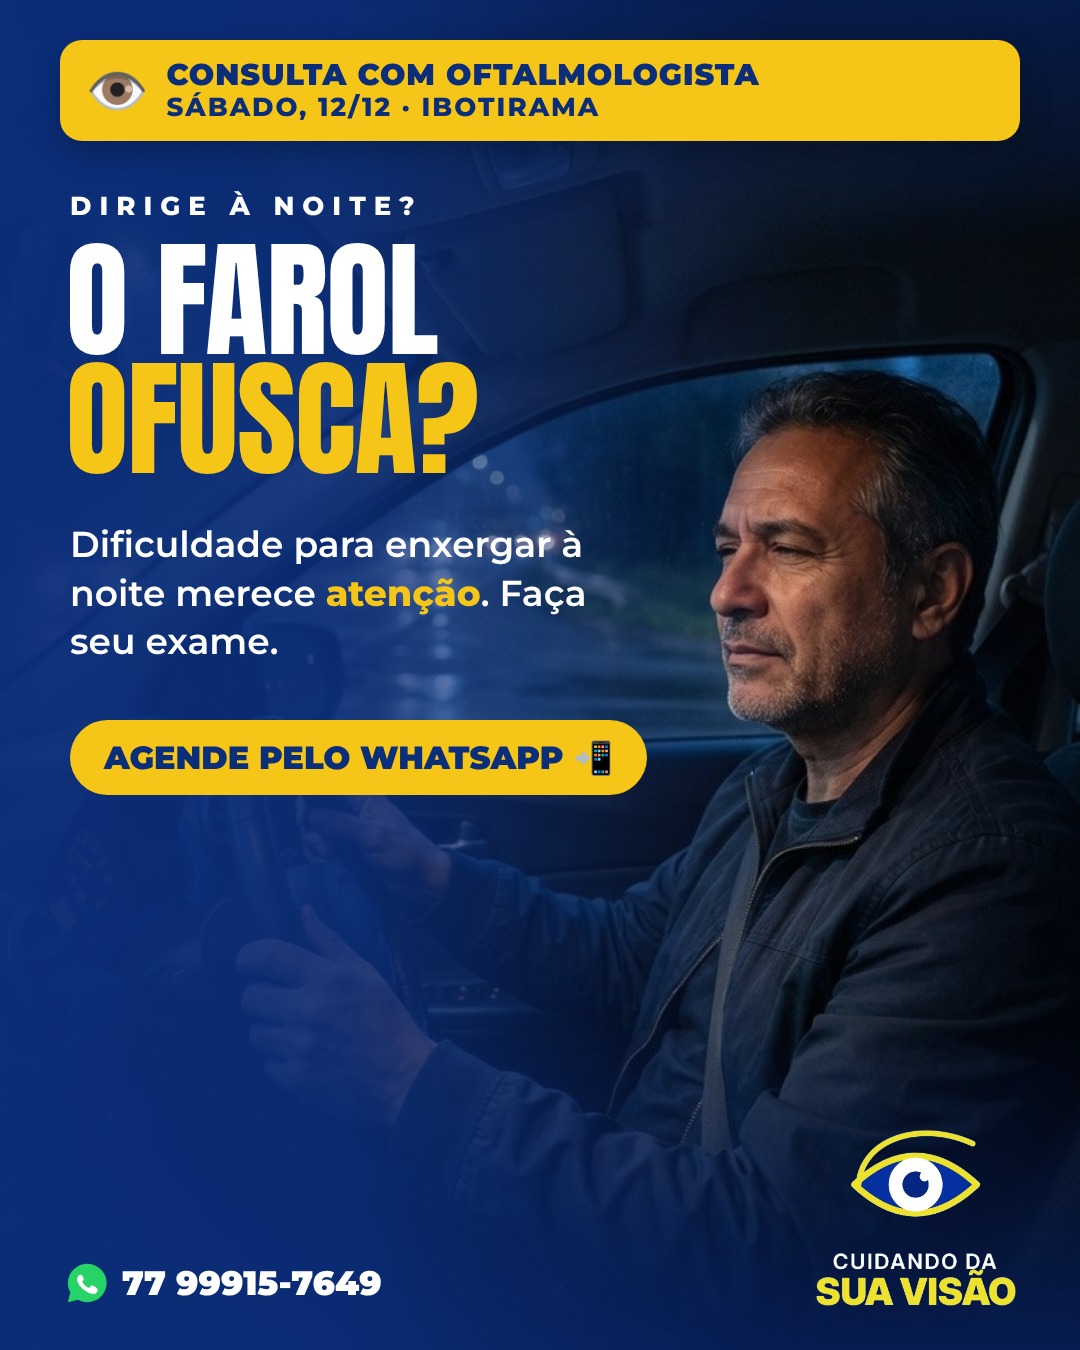 CONSULTA COM OFTALMOLOGISTA
SÁBADO, 12/12 · IBOTIRAMA
DIRIGE À NOITE?
O FAROL
OFUSCA?
Dificuldade para enxergar à
noite merece atenção. Faça
seu exame.
AGENDE PELO WHATSAPP
77 99915-7649
CUIDANDO DA
SUA VISÃO